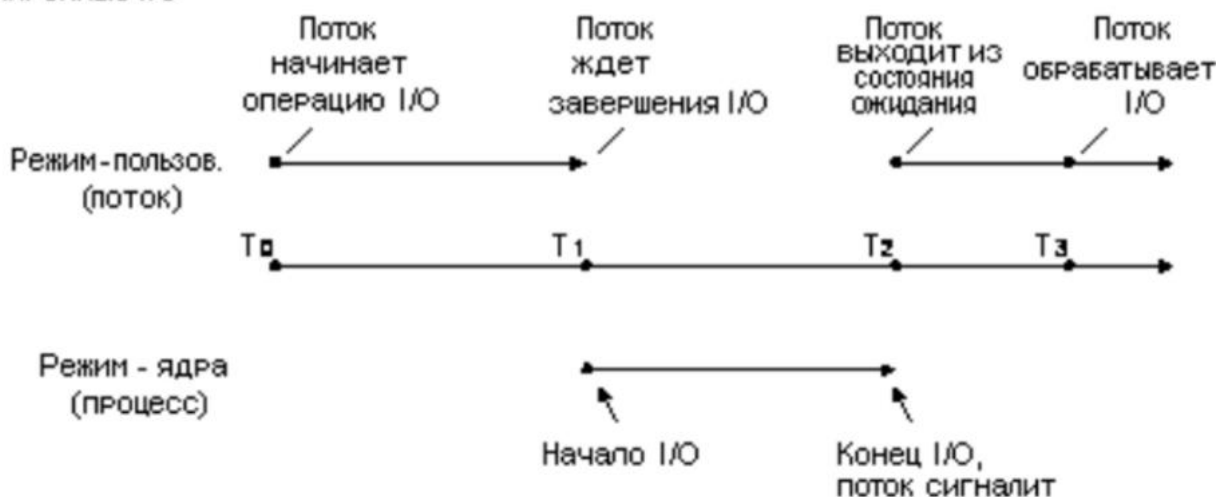 Поток
начинает
операцию I/O
Поток
ждет
завершения I/O
Поток
выходит из
состояния
ожидания
Поток
обрабатывает
I/O
Режим-пользов.
(поток)
T0
T1
T2
T3
Режим - ядра
(процесс)
Начало I/O
Конец I/O,
поток сигналит